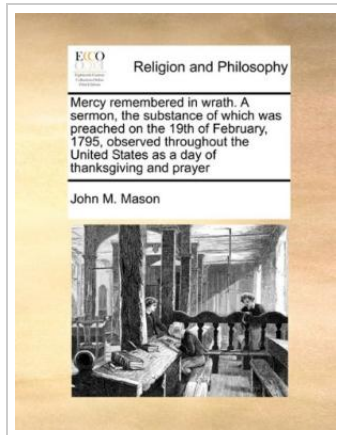 ECCO
Religion and Philosophy
Mercy remembered in wrath. A
sermon, the substance of which was
preached on the 19th of February,
1795, observed throughout the
United States as a day of
thanksgiving and prayer
John M. Mason